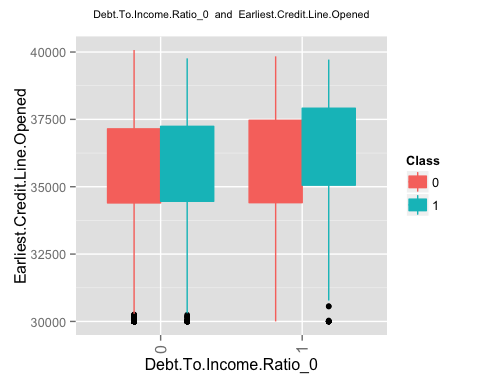 Debt.To.Income.Ratio_0 and Earliest.Credit.Line.Opened
Earliest.Credit.Line.Opened
40000
37500
35000
32500
30000
0
1
Debt.To.Income.Ratio_0
Class
0
1